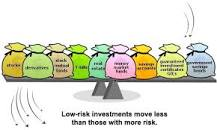 stocks
derivatives
stock
mutual
funds
T-bills
real
estate
money
market
funds
savings
accounts
guaranteed
investment
certificates
GICs
government
savings
bonds
Low-risk investments move less
than those with more risk.